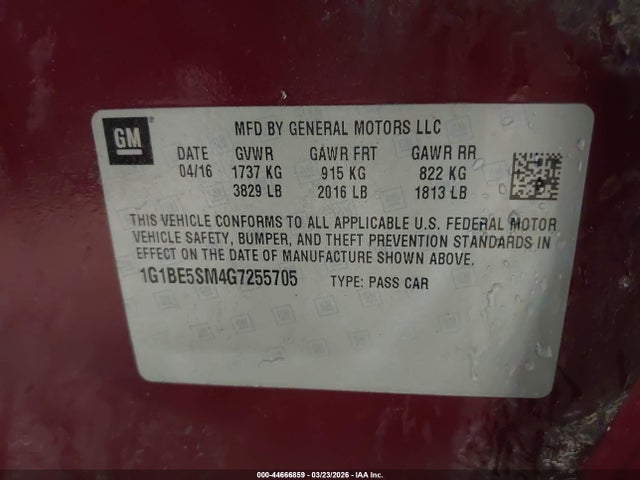 GM
MFD BY GENERAL MOTORS LLC
DATE GVWR GAWR FRT GAWR RR
04/16 1737 KG 915 KG 822 KG
3829 LB 2016 LB 1813 LB
THIS VEHICLE CONFORMS TO ALL APPLICABLE U.S. FEDERAL MOTOR
VEHICLE SAFETY, BUMPER, AND THEFT PREVENTION STANDARDS IN
EFFECT ON THE DATE OF MANUFACTURE SHOWN ABOVE.
1G1BE5SM4G7255705 TYPE: PASS CAR
000-44666859 - 03/23/2026 - IAAI.COM